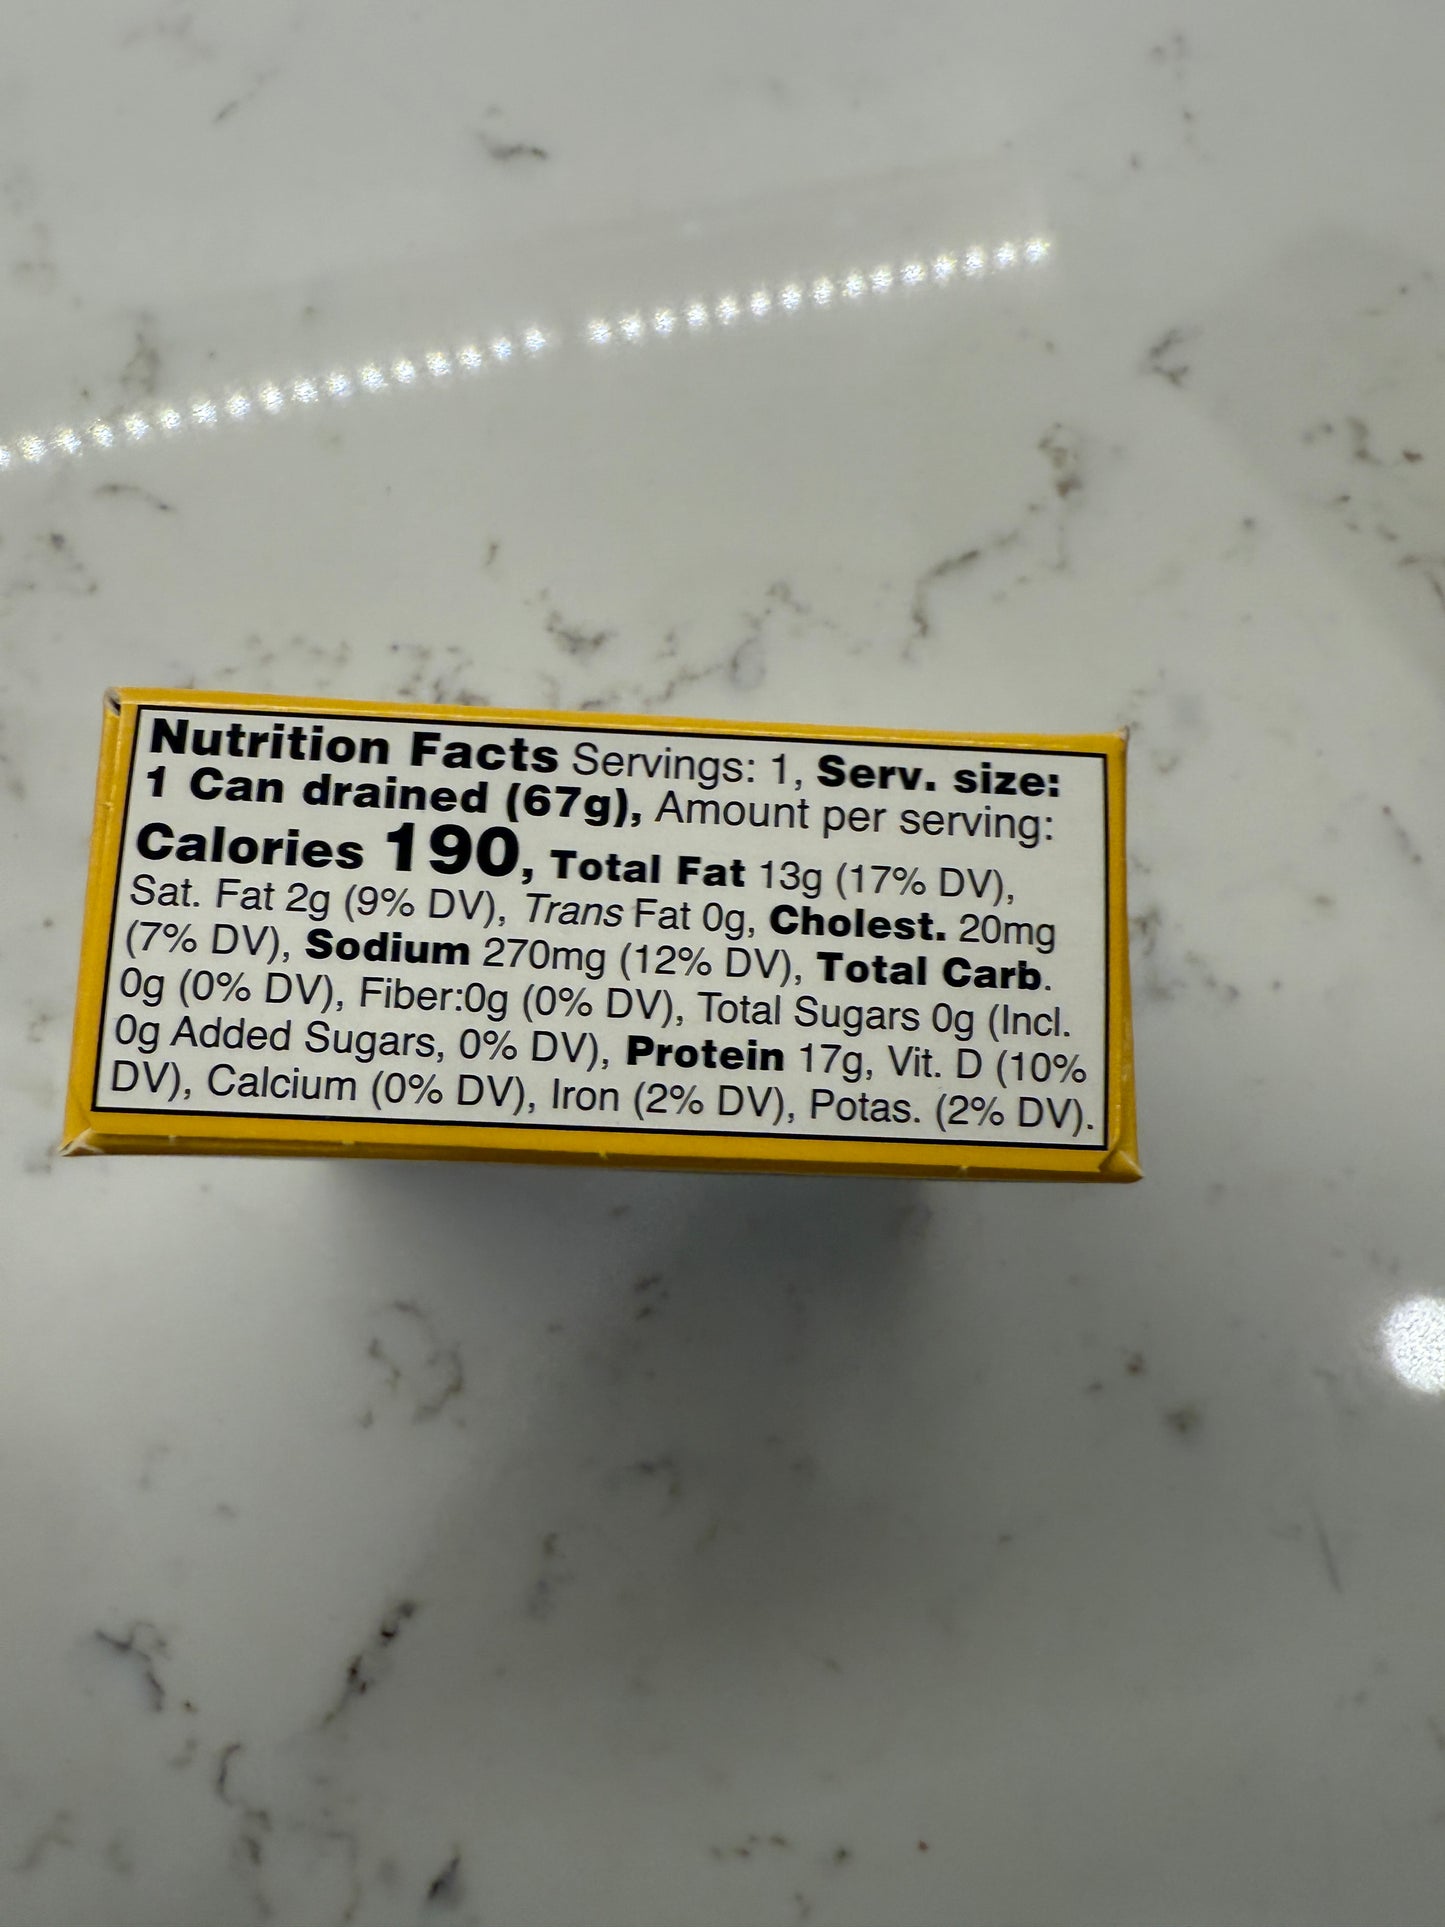 Nutrition Facts Servings: 1, Serv. size:
1 Can drained (67g), Amount per serving:
Calories 190, Total Fat 13g (17% DV),
Sat. Fat 2g (9% DV), Trans Fat 0g, Cholest. 20mg
(7% DV), Sodium 270mg (12% DV), Total Carb.
0g (0% DV), Fiber:0g (0% DV), Total Sugars 0g (Incl.
0g Added Sugars, 0% DV), Protein 17g, Vit. D (10%
DV), Calcium (0% DV), Iron (2% DV), Potas. (2% DV).